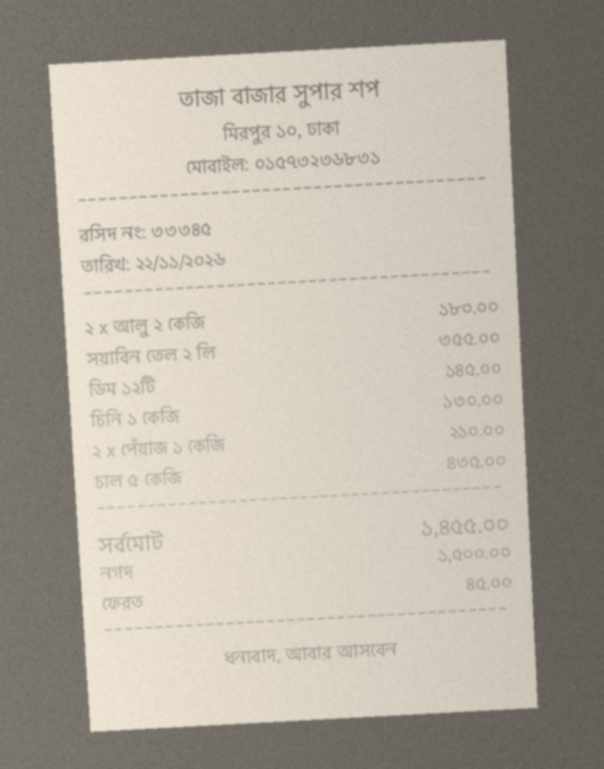 তাজা বাজার সুপার শপ
মিরপুর ১০, ঢাকা
মোবাইল: ০১৫৭৩২৩৬৮৩১
রসিদ নং: ৩৩৩৪৫
তারিখ: ২২/১১/২০২৬
২ x আলু ২ কেজি ১৮০.০০
সয়াবিন তেল ২ লি ৩৫৫.০০
ডিম ১২টি ১৪৫.০০
চিনি ১ কেজি ১৩০.০০
২ x পেঁয়াজ ১ কেজি ২১০.০০
চাল ৫ কেজি ৪৩৫.০০
সর্বমোট ১,৪৫৫.০০
নগদ ১,৫০০.০০
ফেরত ৪৫.০০
ধন্যবাদ, আবার আসবেন